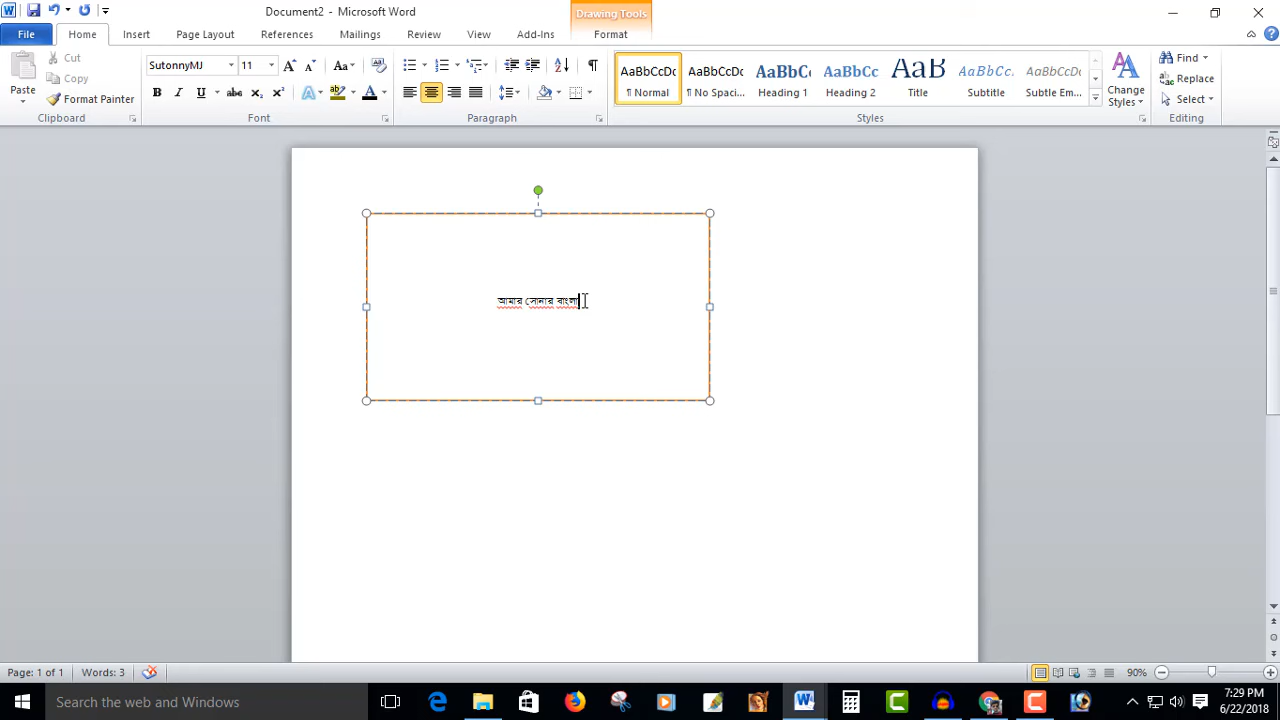 Document2 - Microsoft Word
Drawing Tools
File Home Insert Page Layout References Mailings Review View Add-Ins Format
Cut
Copy
Format Painter
Paste
Clipboard
SutonnyMJ 11
Font
Paragraph
AaBbCcDc AaBbCcDc AaBbCc AaBbCc AaB AaBbCc. AaBbCcDc
¶ Normal ¶ No Spaci... Heading 1 Heading 2 Title Subtitle Subtle Em...
Styles
Change Styles
Find
Replace
Select
Editing
আমার সোনার বাংলা
Page: 1 of 1 Words: 3 90%
Search the web and Windows
7:29 PM
6/22/2018